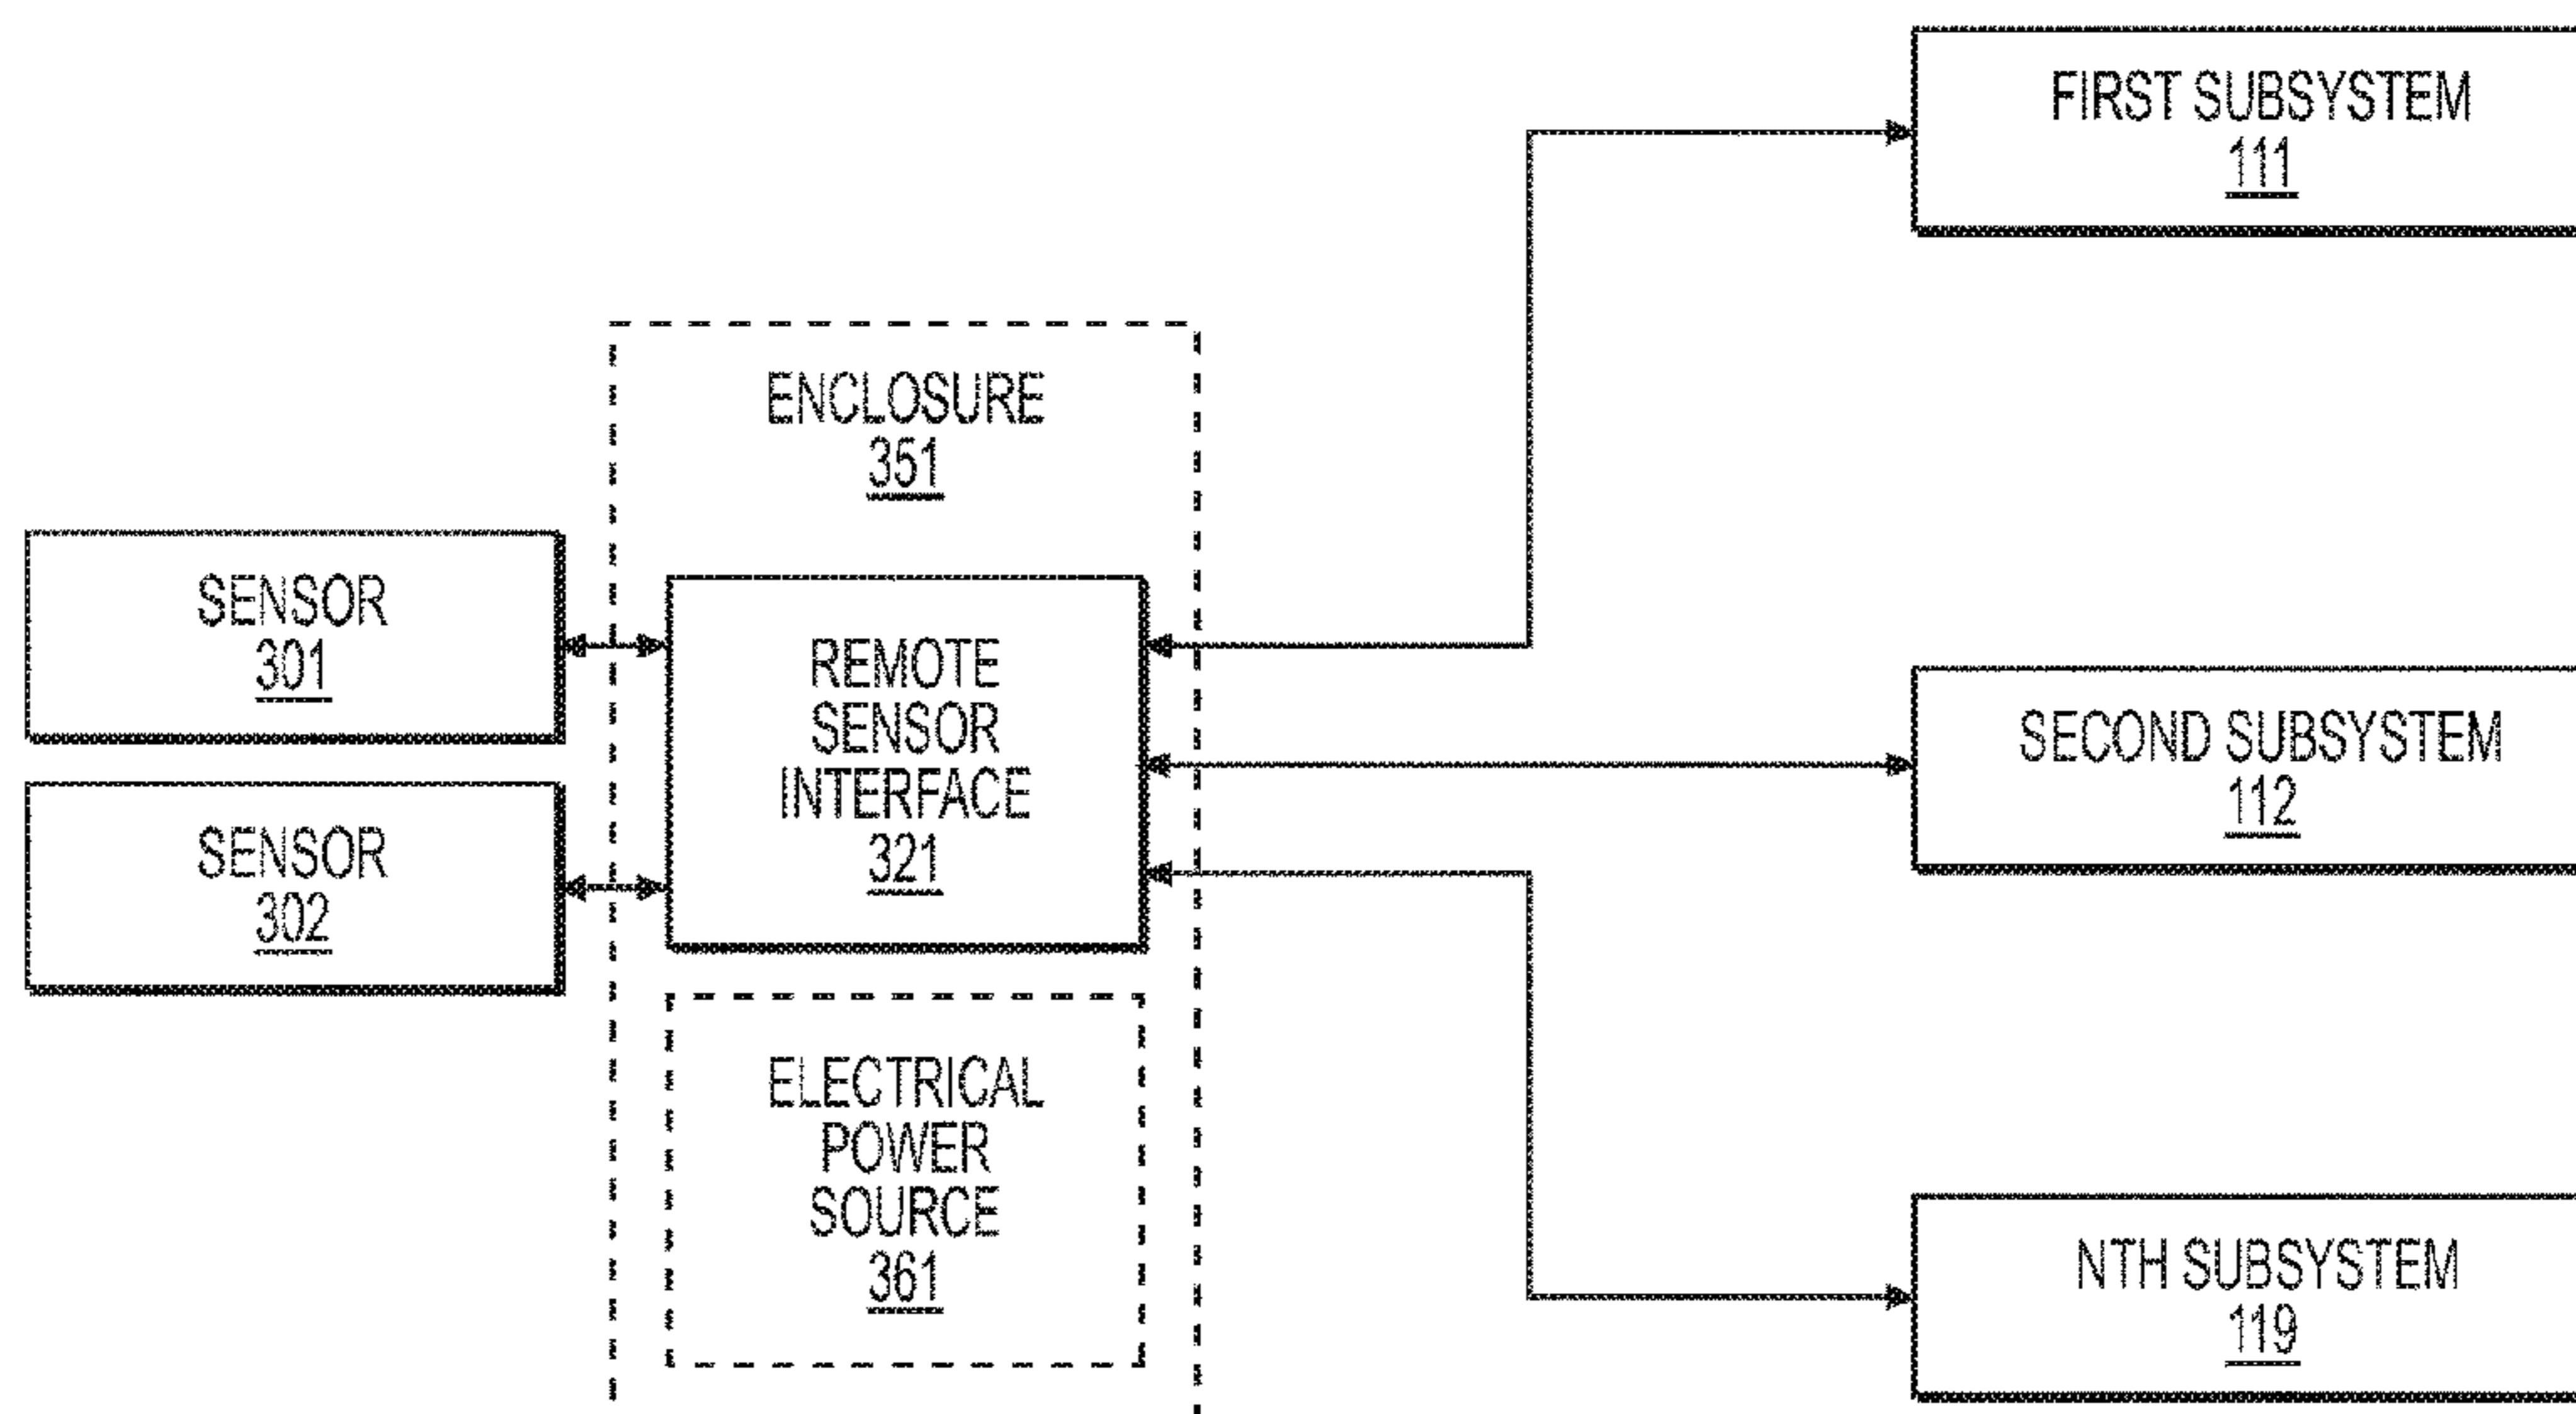 FIRST SUBSYSTEM
111
ENCLOSURE
351
SENSOR
301
REMOTE
SENSOR
INTERFACE
321
SECOND SUBSYSTEM
112
SENSOR
302
ELECTRICAL
POWER
SOURCE
361
NTH SUBSYSTEM
119